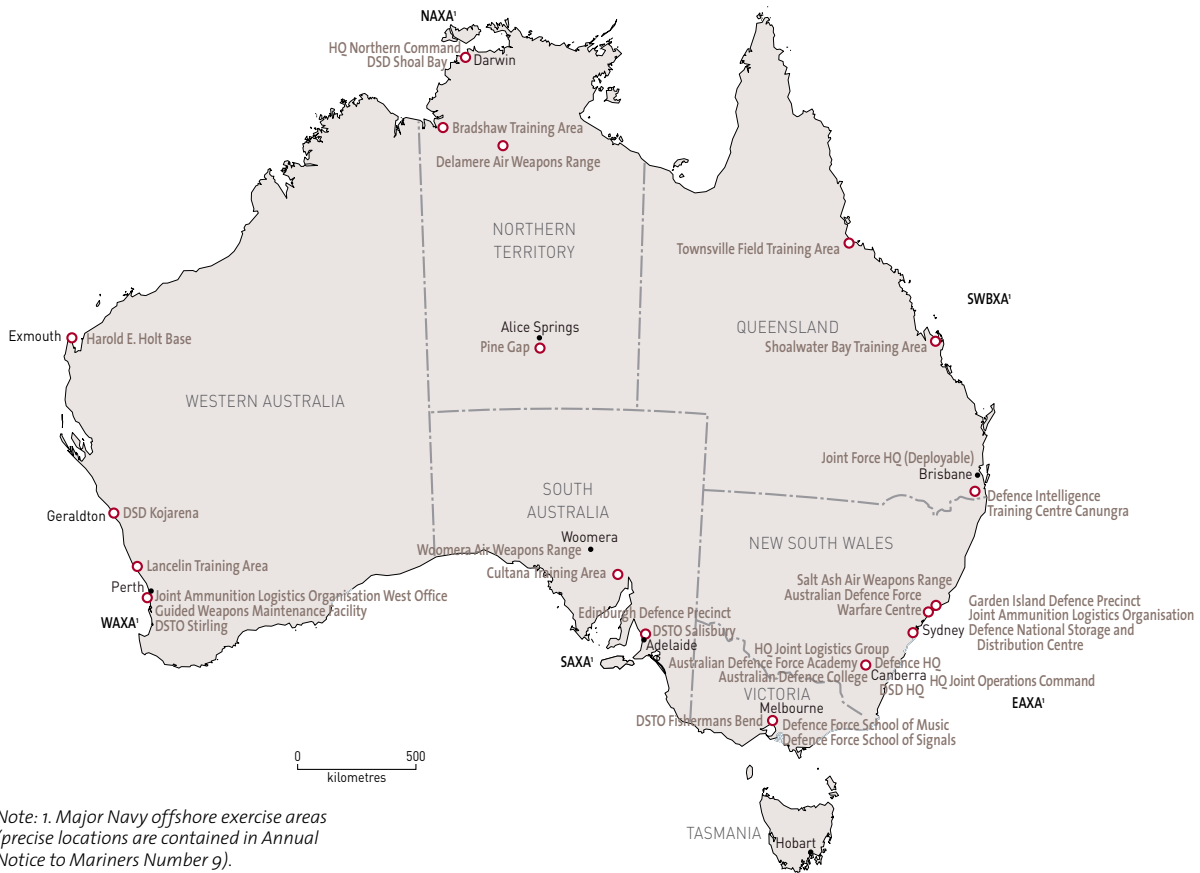 NAXA¹
HQ Northern Command
DSD Shoal Bay
Darwin
Bradshaw Training Area
Delamere Air Weapons Range
NORTHERN
TERRITORY
Townsville Field Training Area
SWBXA¹
Exmouth
Harold E. Holt Base
Alice Springs
Pine Gap
QUEENSLAND
Shoalwater Bay Training Area
WESTERN AUSTRALIA
Joint Force HQ (Deployable)
Brisbane
Defence Intelligence
Training Centre Canungra
SOUTH
AUSTRALIA
Geraldton
DSD Kojarena
Woomera
Woomera Air Weapons Range
NEW SOUTH WALES
Lancelin Training Area
Cultana Training Area
Perth
Joint Ammunition Logistics Organisation West Office
Guided Weapons Maintenance Facility
DSTO Stirling
WAXA¹
Salt Ash Air Weapons Range
Australian Defence Force
Warfare Centre
Garden Island Defence Precinct
Joint Ammunition Logistics Organisation
Defence National Storage and
Distribution Centre
Sydney
Edinburgh Defence Precinct
DSTO Salisbury
Adelaide
SAXA¹
HQ Joint Logistics Group
Australian Defence Force Academy
Australian Defence College
Defence HQ
Canberra
HQ Joint Operations Command
DSD HQ
EAXA¹
VICTORIA
Melbourne
DSTO Fishermans Bend
Defence Force School of Music
Defence Force School of Signals
0 500
kilometres
TASMANIA
Hobart
Note: 1. Major Navy offshore exercise areas
(precise locations are contained in Annual
Notice to Mariners Number 9).